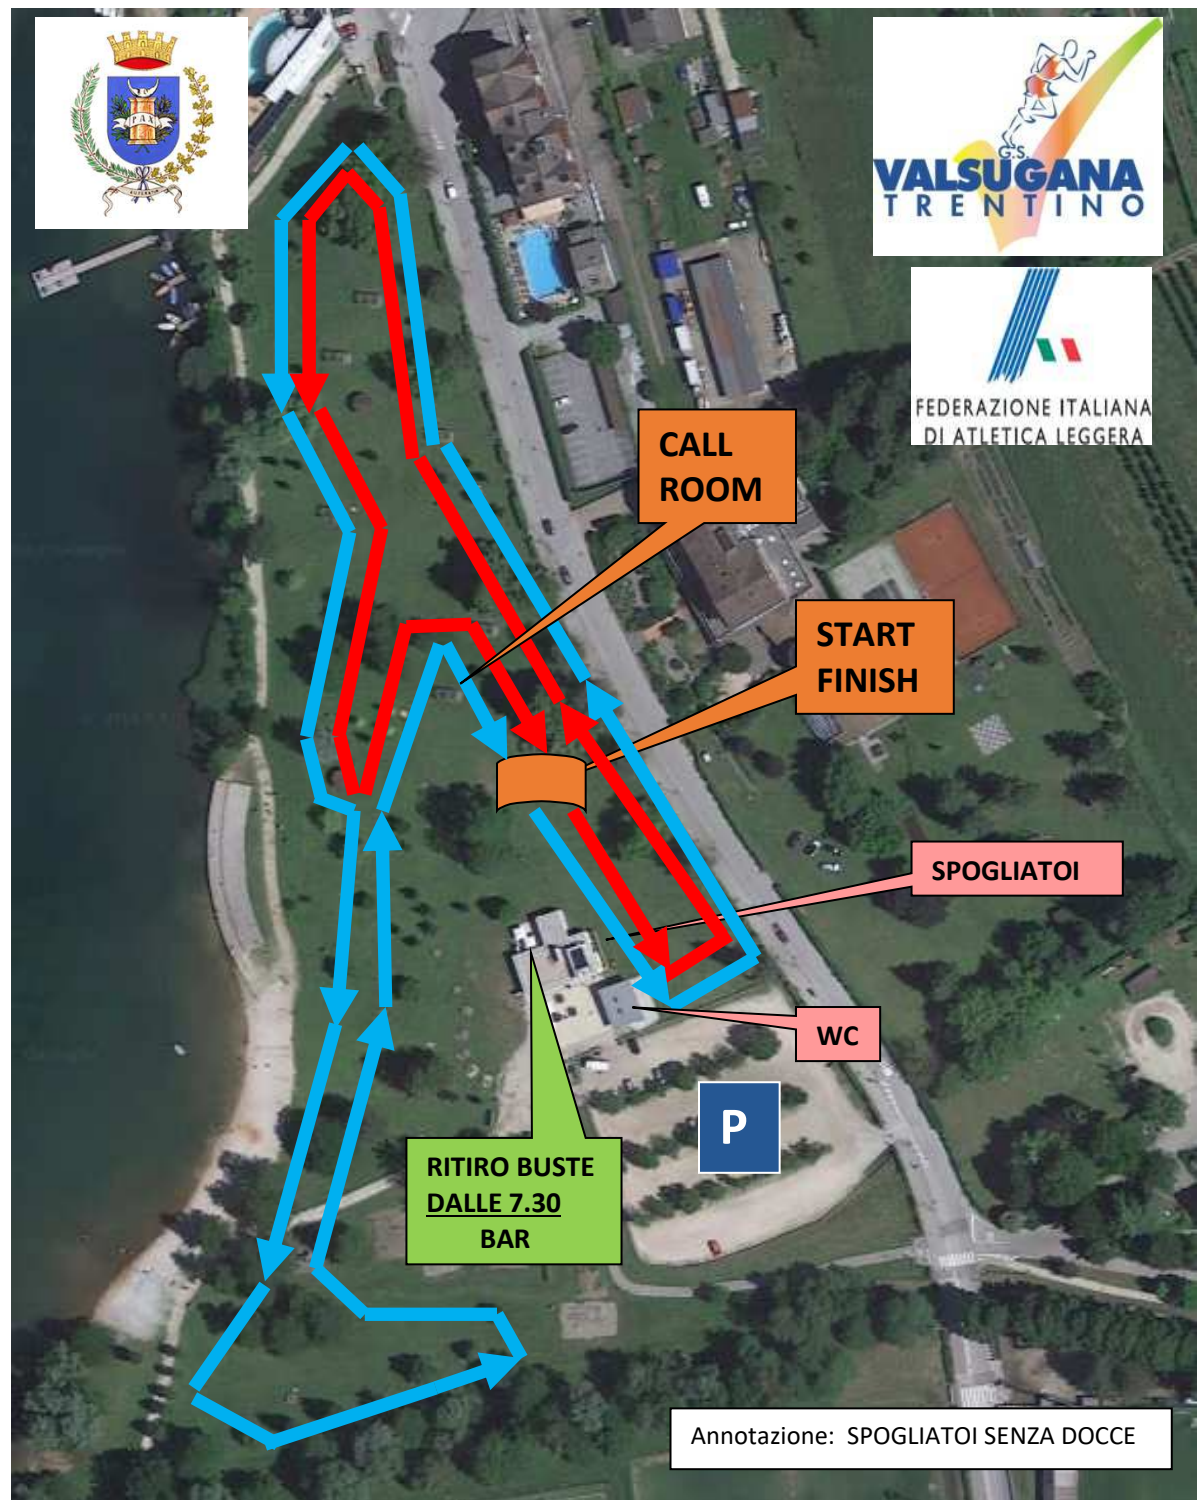 PAX
G.S.
VALSUGANA
TRENTINO
FEDERAZIONE ITALIANA
DI ATLETICA LEGGERA
CALL
ROOM
START
FINISH
SPOGLIATOI
WC
P
RITIRO BUSTE
DALLE 7.30
BAR
Annotazione: SPOGLIATOI SENZA DOCCE